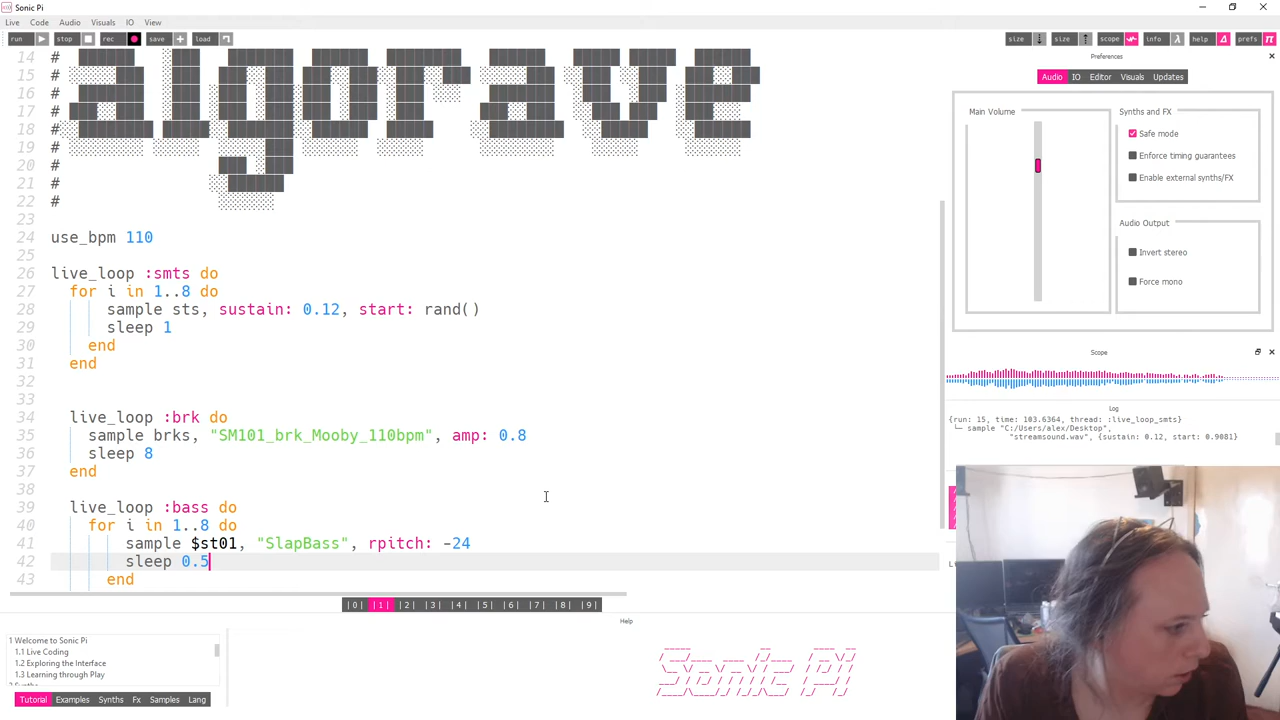 Sonic Pi
Live Code Audio Visuals IO View
run stop rec save load size size scope info help prefs
Preferences
Audio IO Editor Visuals Updates
Main Volume
Synths and FX
Safe mode
Enforce timing guarantees
Enable external synths/FX
Audio Output
Invert stereo
Force mono
14 #
15 #
16 #
17 #
18 #
19 #
20 #
21 #
22 #
23
24 use_bpm 110
25
26 live_loop :smts do
27 for i in 1..8 do
28 sample sts, sustain: 0.12, start: rand()
29 sleep 1
30 end
31 end
32
33
34 live_loop :brk do
35 sample brks, "SM101_brk_Mooby_110bpm", amp: 0.8
36 sleep 8
37 end
38
39 live_loop :bass do
40 for i in 1..8 do
41 sample $st01, "SlapBass", rpitch: -24
42 sleep 0.5
43 end
Scope
Log
{run: 15, time: 103.6364, thread: :live_loop_smts}
└─ sample "C:/Users/alex/Desktop",
"streamsound.wav", {sustain: 0.12, start: 0.9081}
|0| |1| |2| |3| |4| |5| |6| |7| |8| |9|
Help
1 Welcome to Sonic Pi
1.1 Live Coding
1.2 Exploring the Interface
1.3 Learning through Play
Tutorial Examples Synths Fx Samples Lang
Sonic Pi